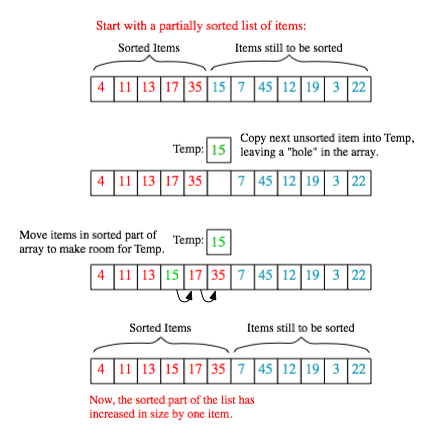 Start with a partially sorted list of items:
Sorted Items Items still to be sorted
4 11 13 17 35 15 7 45 12 19 3 22
Temp: 15 Copy next unsorted item into Temp,
leaving a "hole" in the array.
4 11 13 17 35 7 45 12 19 3 22
Move items in sorted part of
array to make room for Temp.
Temp: 15
4 11 13 15 17 35 7 45 12 19 3 22
Sorted Items Items still to be sorted
4 11 13 15 17 35 7 45 12 19 3 22
Now, the sorted part of the list has
increased in size by one item.